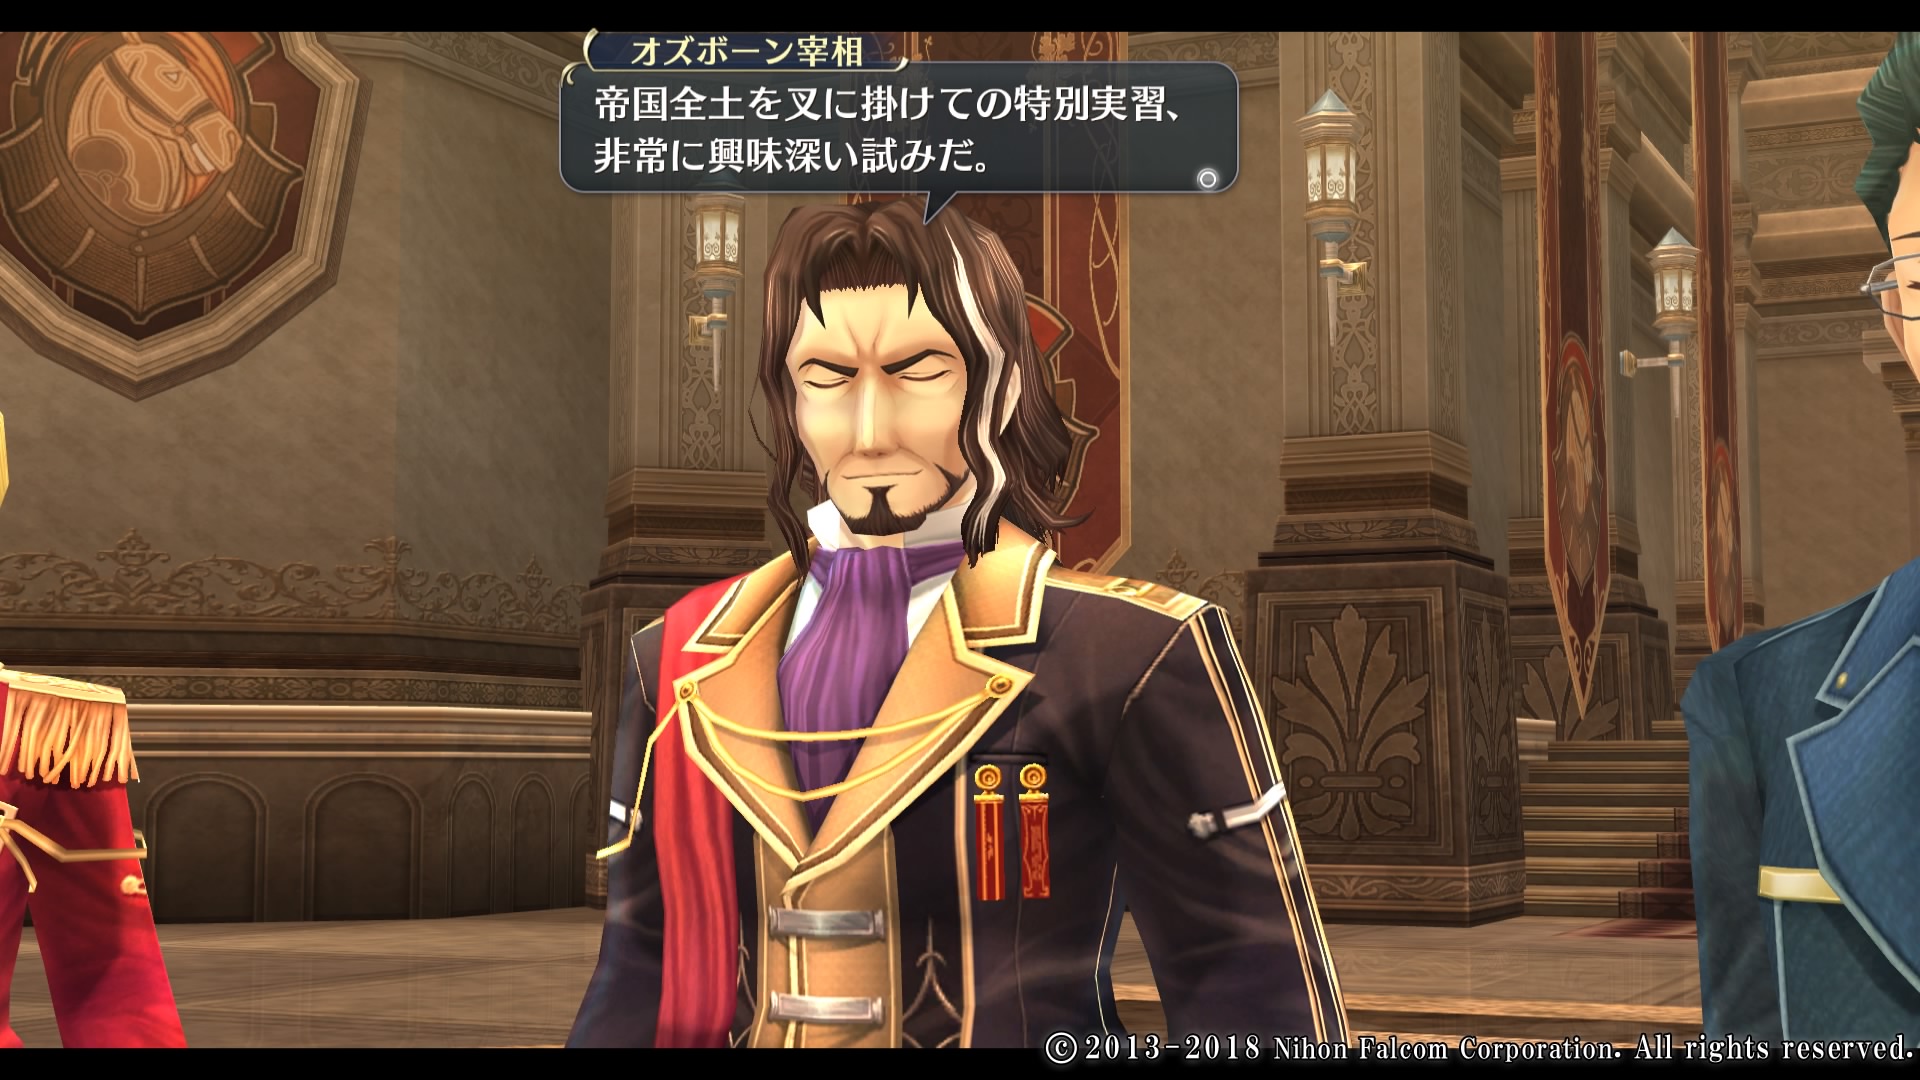 オズボーン宰相
帝国全土を叉に掛けての特別実習、
非常に興味深い試みだ。
©2013-2018 Nihon Falcom Corporation. All rights reserved.